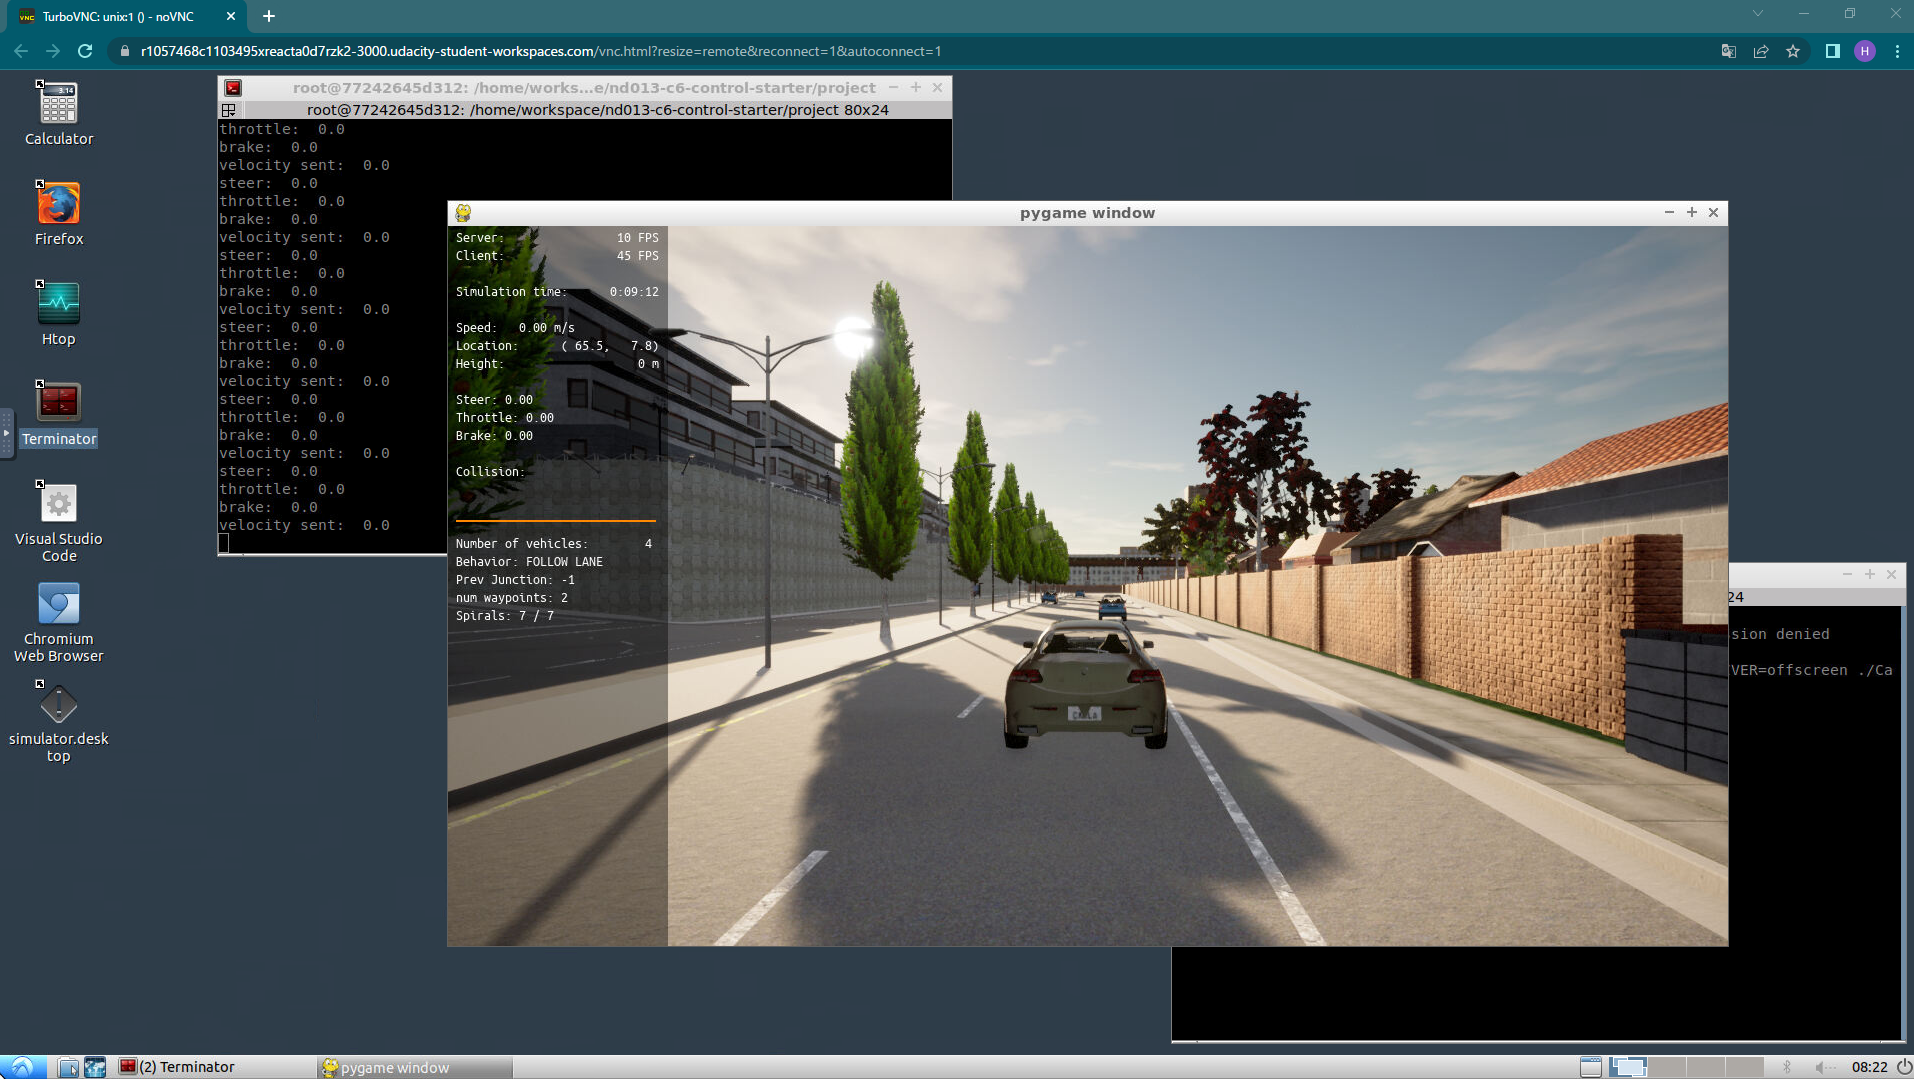 TurboVNC: unix:1 () - noVNC
r1057468c1103495xreacta0d7rzk2-3000.udacity-student-workspaces.com/vnc.html?resize=remote&reconnect=1&autoconnect=1
H
3.14
Calculator
Firefox
Htop
Terminator
Visual Studio
Code
Chromium
Web Browser
simulator.desk
top
root@77242645d312: /home/works...e/nd013-c6-control-starter/project
root@77242645d312: /home/workspace/nd013-c6-control-starter/project 80x24
throttle:  0.0
brake:  0.0
velocity sent:  0.0
steer:  0.0
throttle:  0.0
brake:  0.0
velocity sent:  0.0
steer:  0.0
throttle:  0.0
brake:  0.0
velocity sent:  0.0
steer:  0.0
throttle:  0.0
brake:  0.0
velocity sent:  0.0
steer:  0.0
throttle:  0.0
brake:  0.0
velocity sent:  0.0
steer:  0.0
throttle:  0.0
brake:  0.0
velocity sent:  0.0
pygame window
Server: 10 FPS
Client: 45 FPS
Simulation time: 0:09:12
Speed: 0.00 m/s
Location: ( 65.5, 7.8)
Height: 0 m
Steer: 0.00
Throttle: 0.00
Brake: 0.00
Collision:
Number of vehicles: 4
Behavior: FOLLOW LANE
Prev Junction: -1
num waypoints: 2
Spirals: 7 / 7
24
sion denied
VER=offscreen ./Ca
(2) Terminator
pygame window
08:22